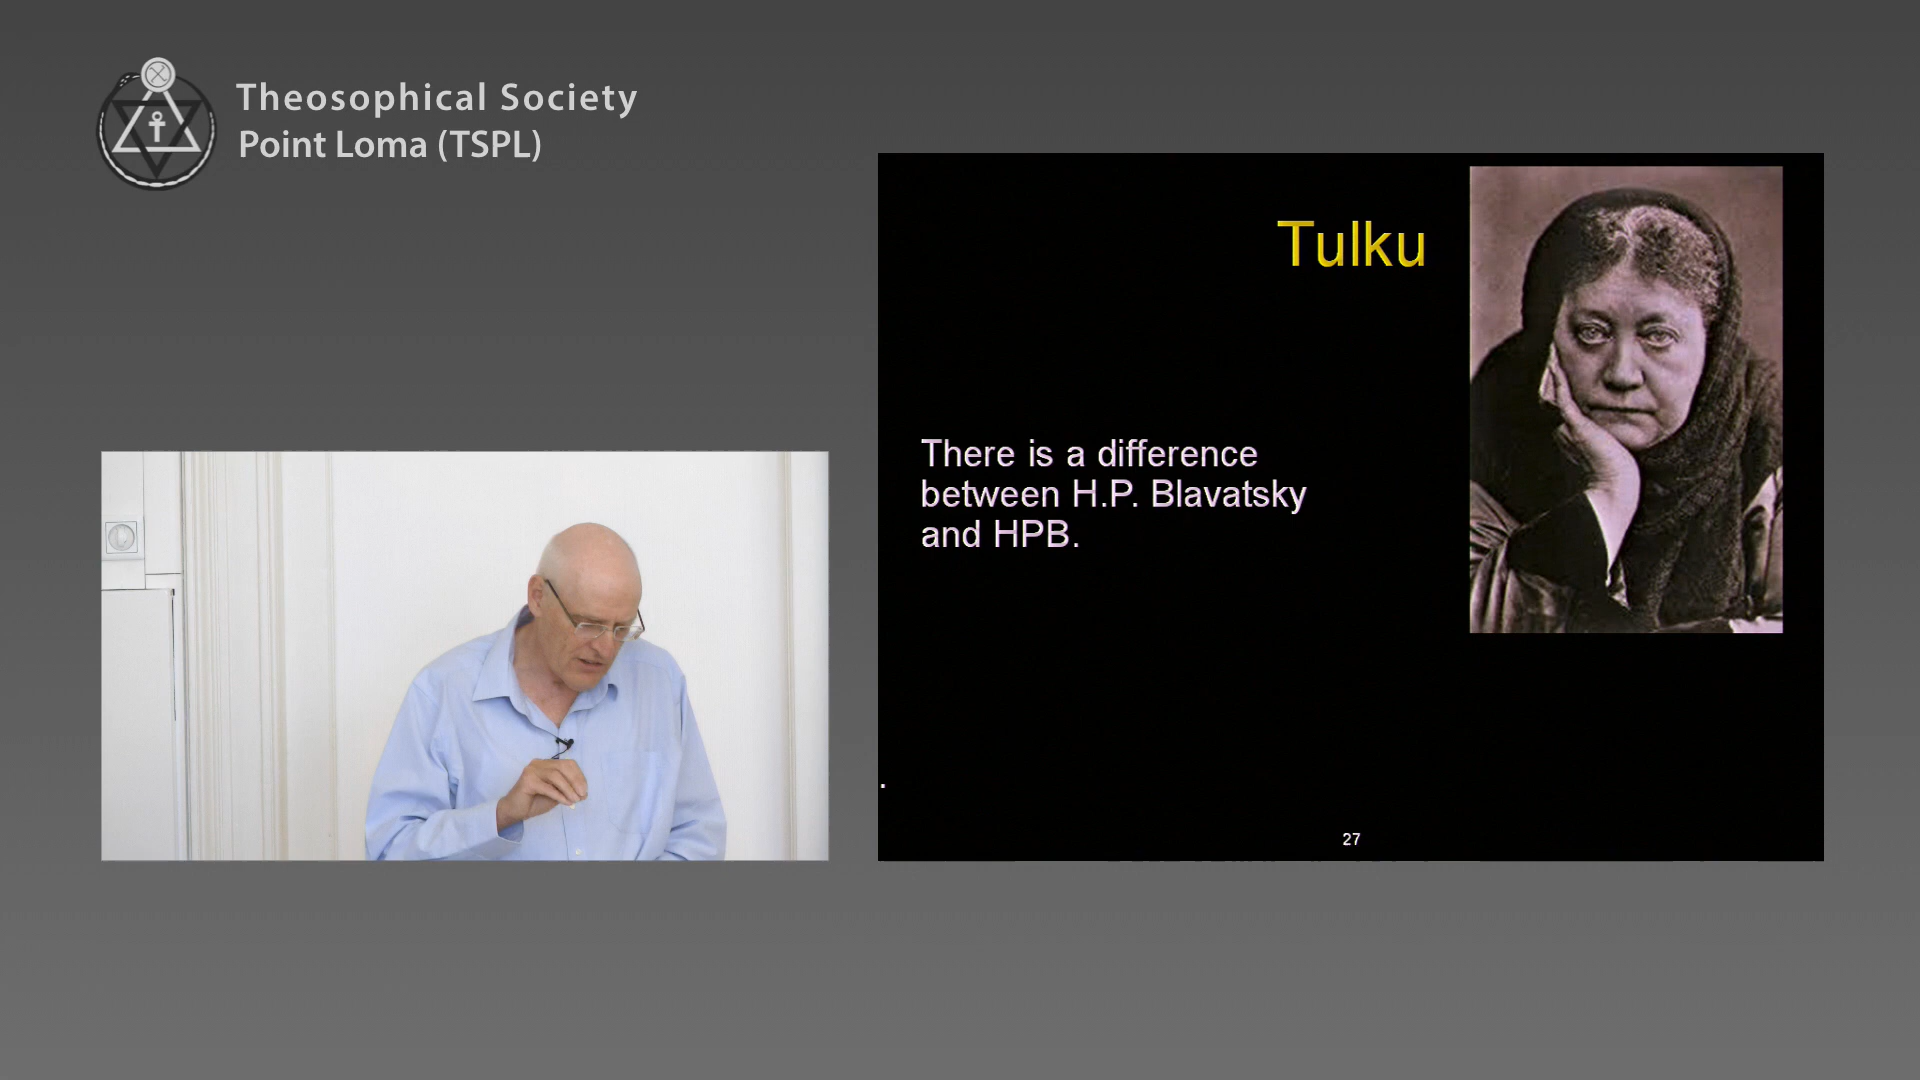 Theosophical Society
Point Loma (TSPL)
Tulku
There is a difference
between H.P. Blavatsky
and HPB.
.
27